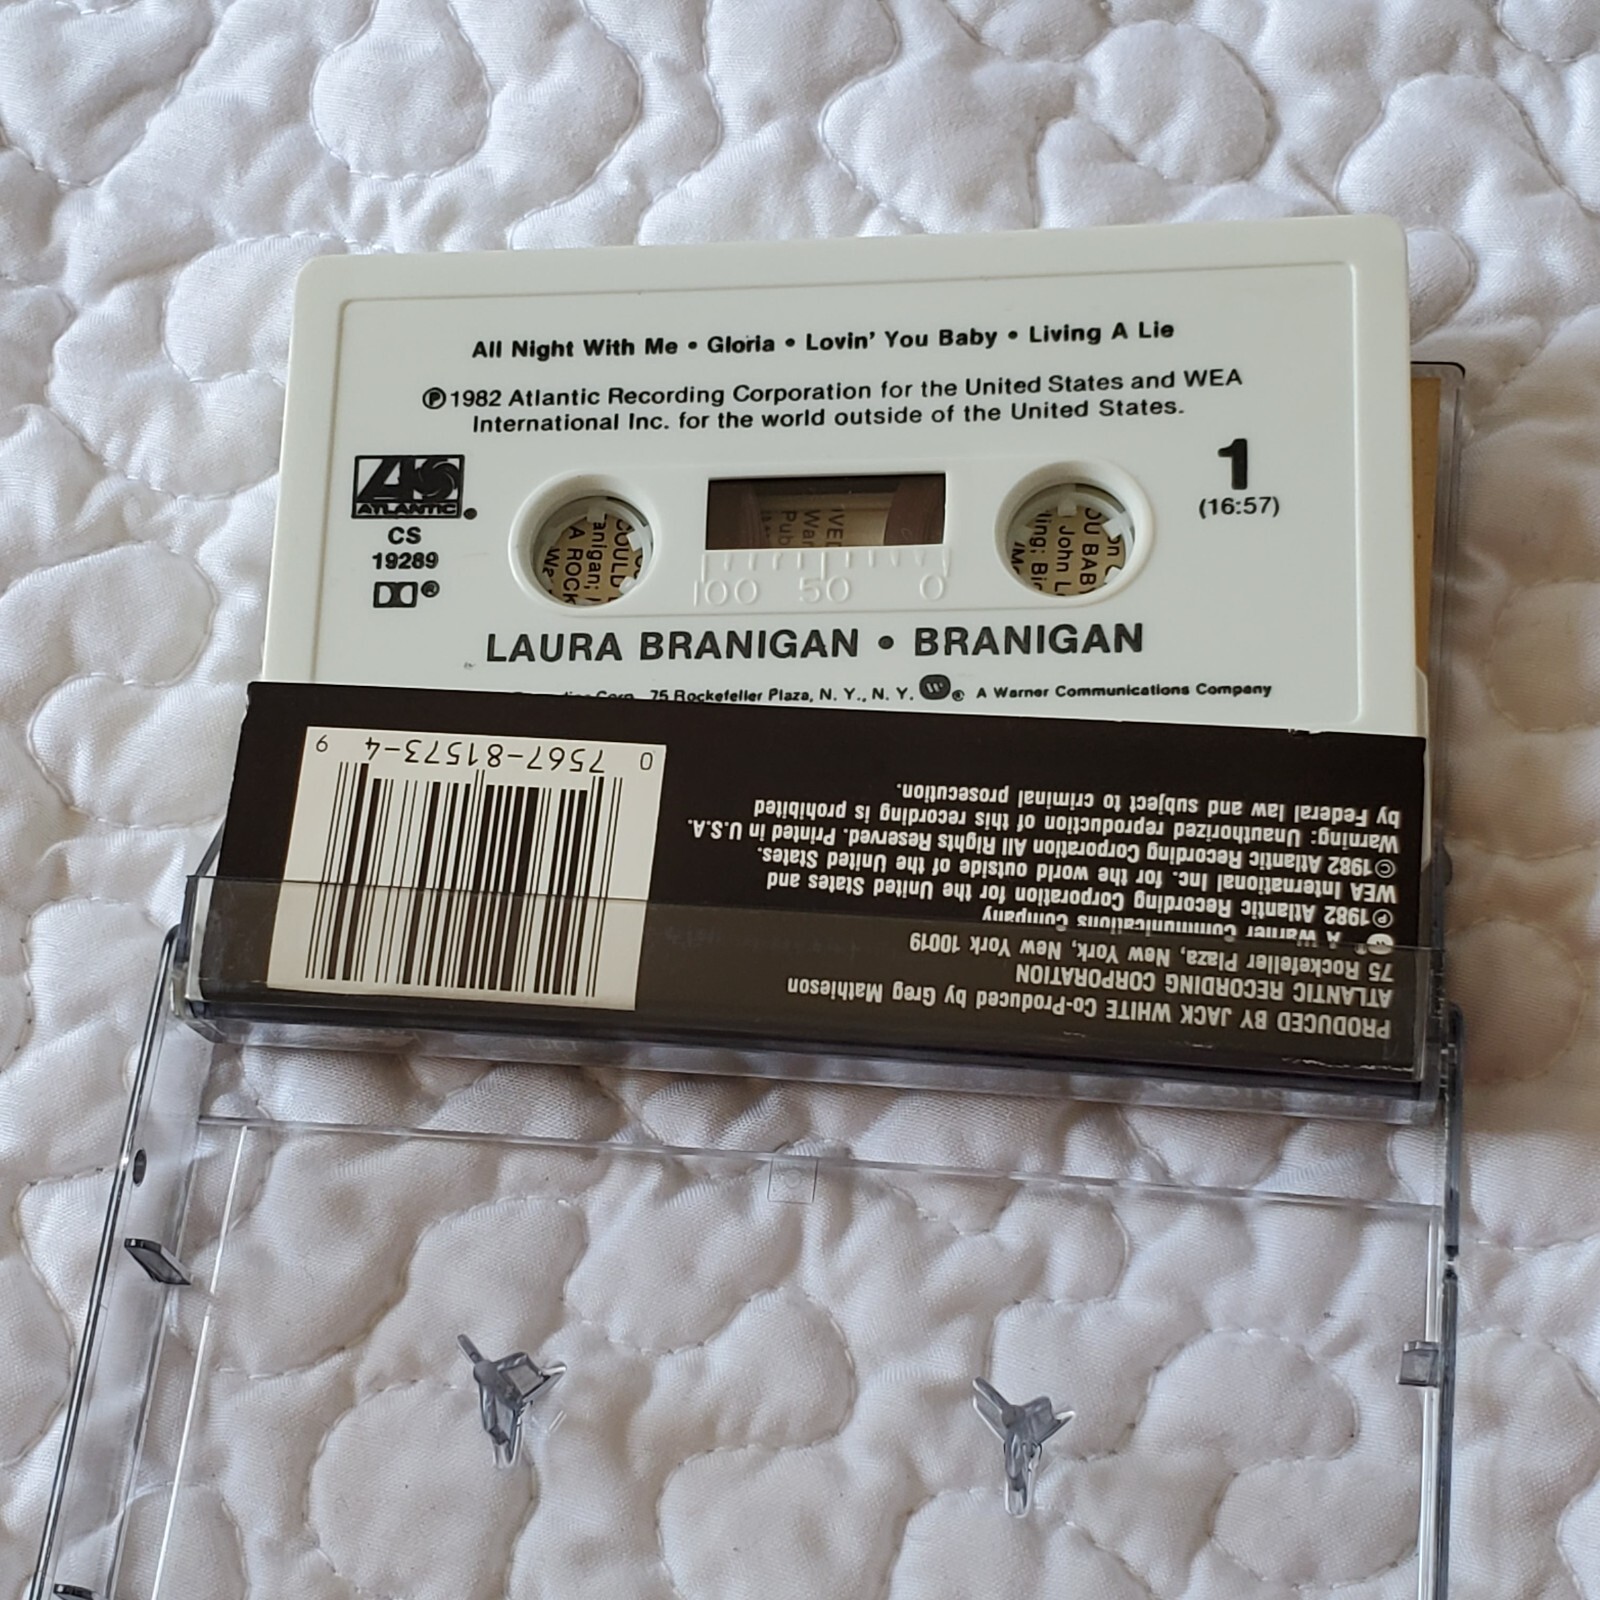 All Night With Me • Gloria • Lovin' You Baby • Living A Lie
℗1982 Atlantic Recording Corporation for the United States and WEA
International Inc. for the world outside of the United States.
ATLANTIC
CS
19289
1
(16:57)
100 50 0
LAURA BRANIGAN • BRANIGAN
75 Rockefeller Plaza, N. Y., N. Y. ® A Warner Communications Company
PRODUCED BY JACK WHITE Co-Produced by Greg Mathieson
ATLANTIC RECORDING CORPORATION
75 Rockefeller Plaza, New York, New York 10019
A Warner Communications Company
℗1982 Atlantic Recording Corporation for the United States and
WEA International Inc. for the world outside of the United States.
©1982 Atlantic Recording Corporation All Rights Reserved. Printed in U.S.A.
Warning: Unauthorized reproduction of this recording is prohibited
by Federal law and subject to criminal prosecution.
0 7567-81573-4 9